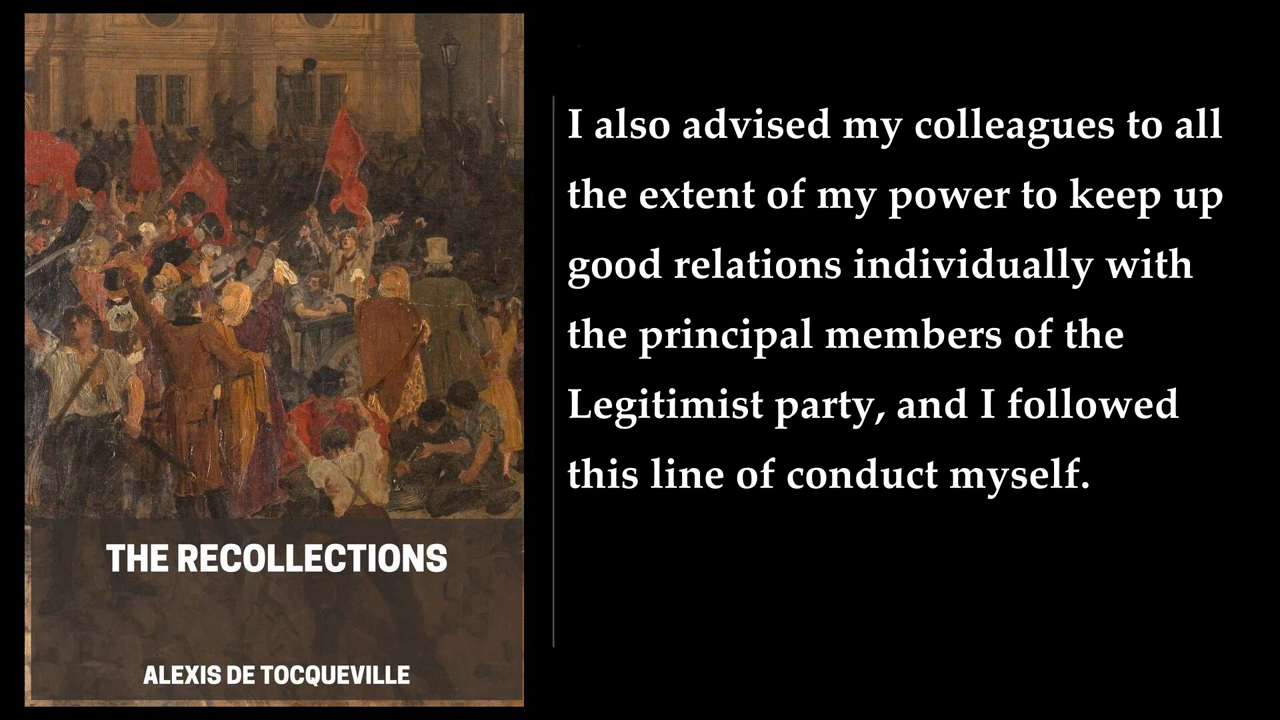 THE RECOLLECTIONS
ALEXIS DE TOCQUEVILLE
I also advised my colleagues to all
the extent of my power to keep up
good relations individually with
the principal members of the
Legitimist party, and I followed
this line of conduct myself.